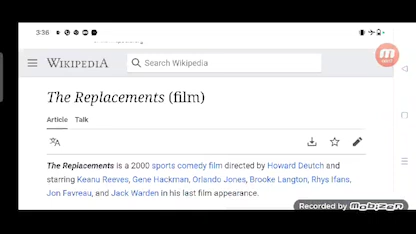 3:36
WIKIPEDIA
Search Wikipedia
The Replacements (film)
Article Talk
The Replacements is a 2000 sports comedy film directed by Howard Deutch and
starring Keanu Reeves, Gene Hackman, Orlando Jones, Brooke Langton, Rhys Ifans,
Jon Fevreau, and Jack Warden in his last film appearance.
Recorded by Mobizen